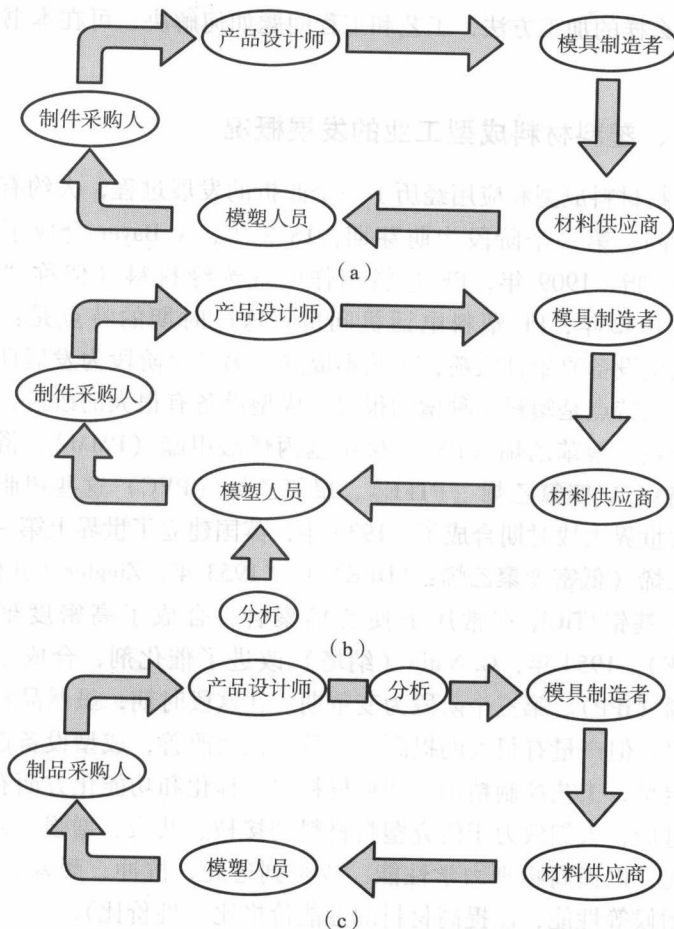 产品设计师
模具制造者
制件采购人
模塑人员
材料供应商
(a)
产品设计师
模具制造者
制件采购人
模塑人员
材料供应商
分析
(b)
产品设计师
分析
模具制造者
制品采购人
模塑人员
材料供应商
(c)